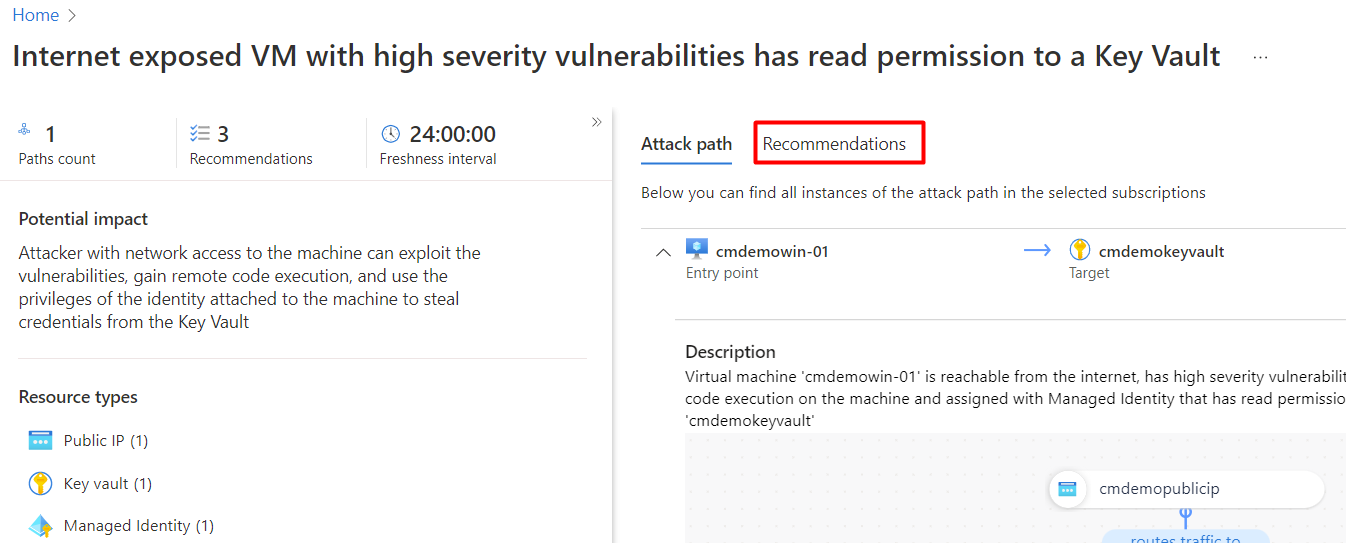 Home
Internet exposed VM with high severity vulnerabilities has read permission to a Key Vault ...
1
Paths count
3
Recommendations
24:00:00
Freshness interval
Potential impact
Attacker with network access to the machine can exploit the
vulnerabilities, gain remote code execution, and use the
privileges of the identity attached to the machine to steal
credentials from the Key Vault
Resource types
Public IP (1)
Key vault (1)
Managed Identity (1)
Attack path
Recommendations
Below you can find all instances of the attack path in the selected subscriptions
cmdemowin-01
Entry point
cmdemokeyvault
Target
Description
Virtual machine 'cmdemowin-01' is reachable from the internet, has high severity vulnerabilit
code execution on the machine and assigned with Managed Identity that has read permissio
'cmdemokeyvault'
cmdemopublicip
routes traffic to